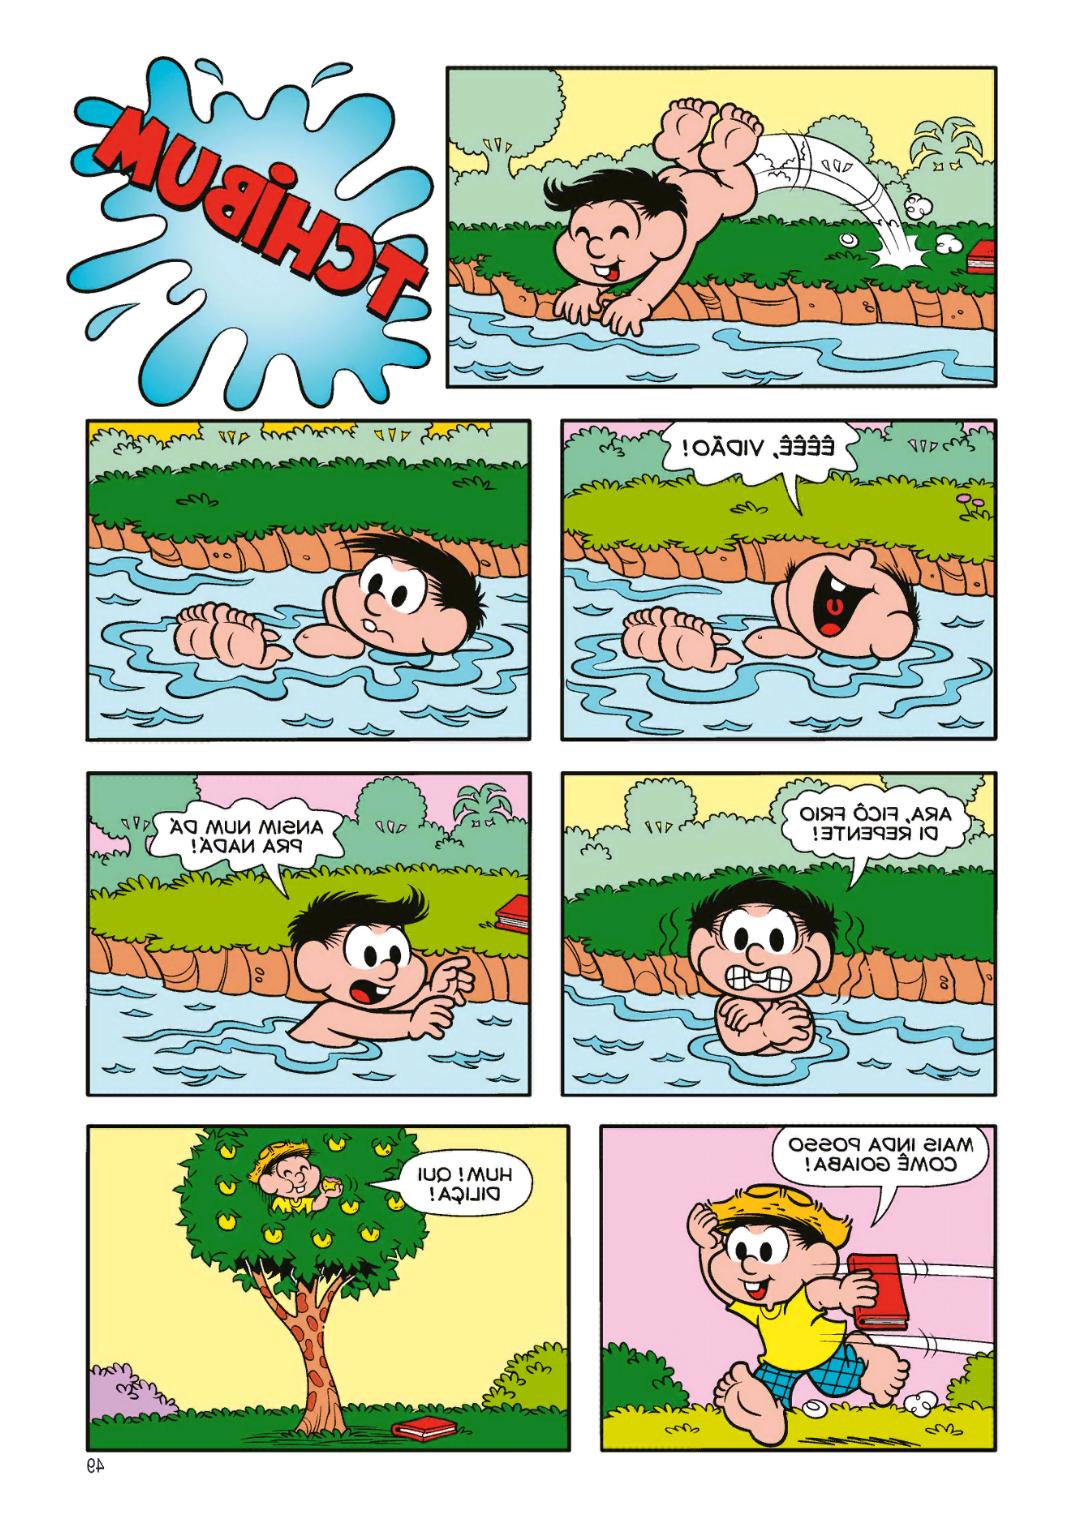 TCHIBUM
ÊÊÊÊ, VIDÃO!
ARA, FICÔ FRIO
DI REPENTE!
ANSIM NUM DÁ
PRA NADÁ!
MAIS INDA POSSO
COMÊ GOIABA!
HUM! QUI
DILIÇA!
49